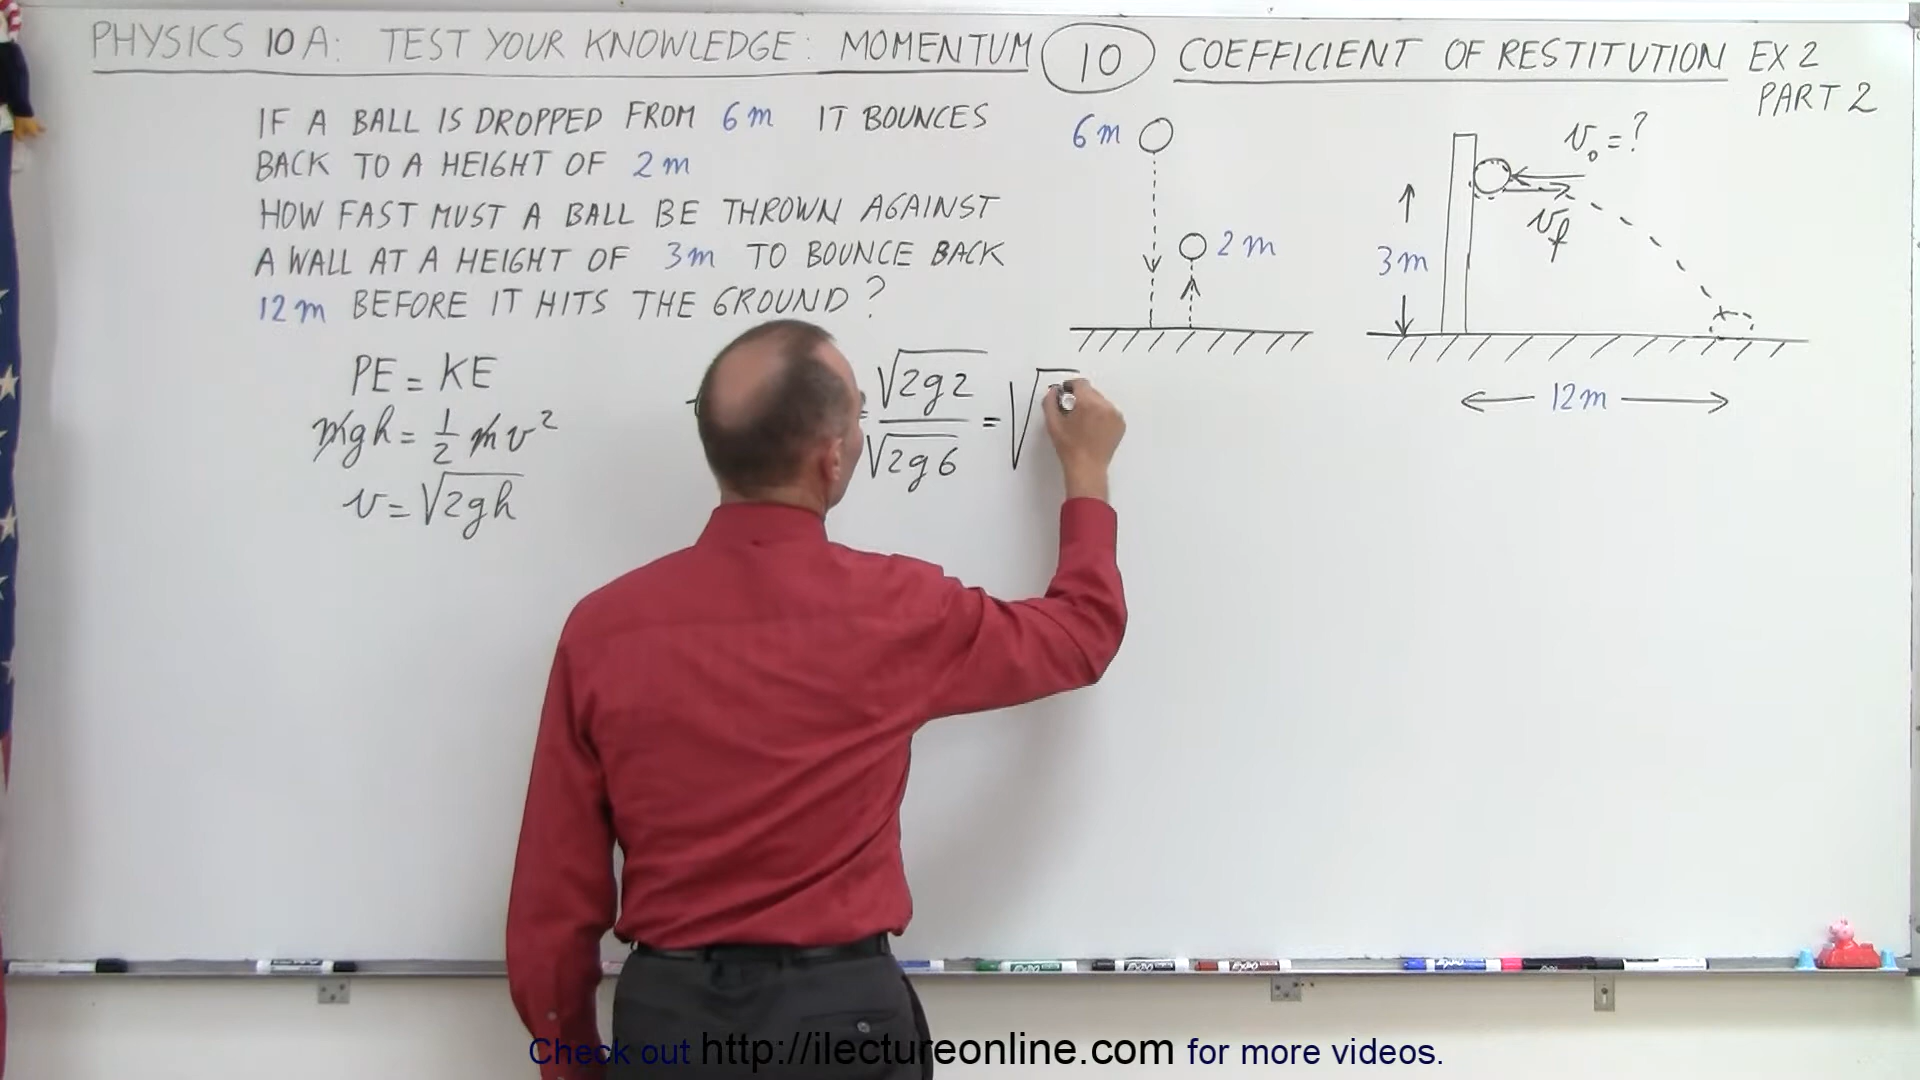 PHYSICS 10A: TEST YOUR KNOWLEDGE: MOMENTUM 10 COEFFICIENT OF RESTITUTION EX 2
PART 2
IF A BALL IS DROPPED FROM 6m IT BOUNCES
BACK TO A HEIGHT OF 2m
HOW FAST MUST A BALL BE THROWN AGAINST
A WALL AT A HEIGHT OF 3m TO BOUNCE BACK
12m BEFORE IT HITS THE GROUND?
6m
2m
v₀=?
v_f
3m
12m
PE = KE
mgh = 1/2 mv²
v = √2gh
= √2g2 / √2g6 = √
EXPO
EXPO
EXPO
Check out http://ilectureonline.com for more videos.